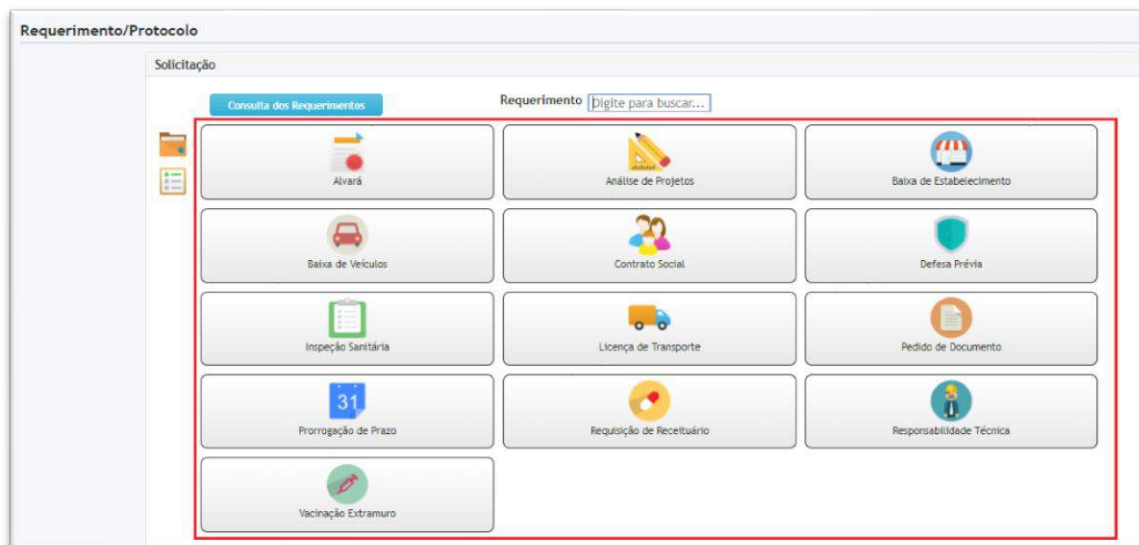 Requerimento/Protocolo
Solicitação
Consulta dos Requerimentos Requerimento Digite para buscar...
Alvará Análise de Projetos Baixa de Estabelecimento
Baixa de Veículos Contrato Social Defesa Prévia
Inspeção Sanitária Licença de Transporte Pedido de Documento
31
Prorrogação de Prazo Requisição de Receituário Responsabilidade Técnica
Vacinação Extramuro